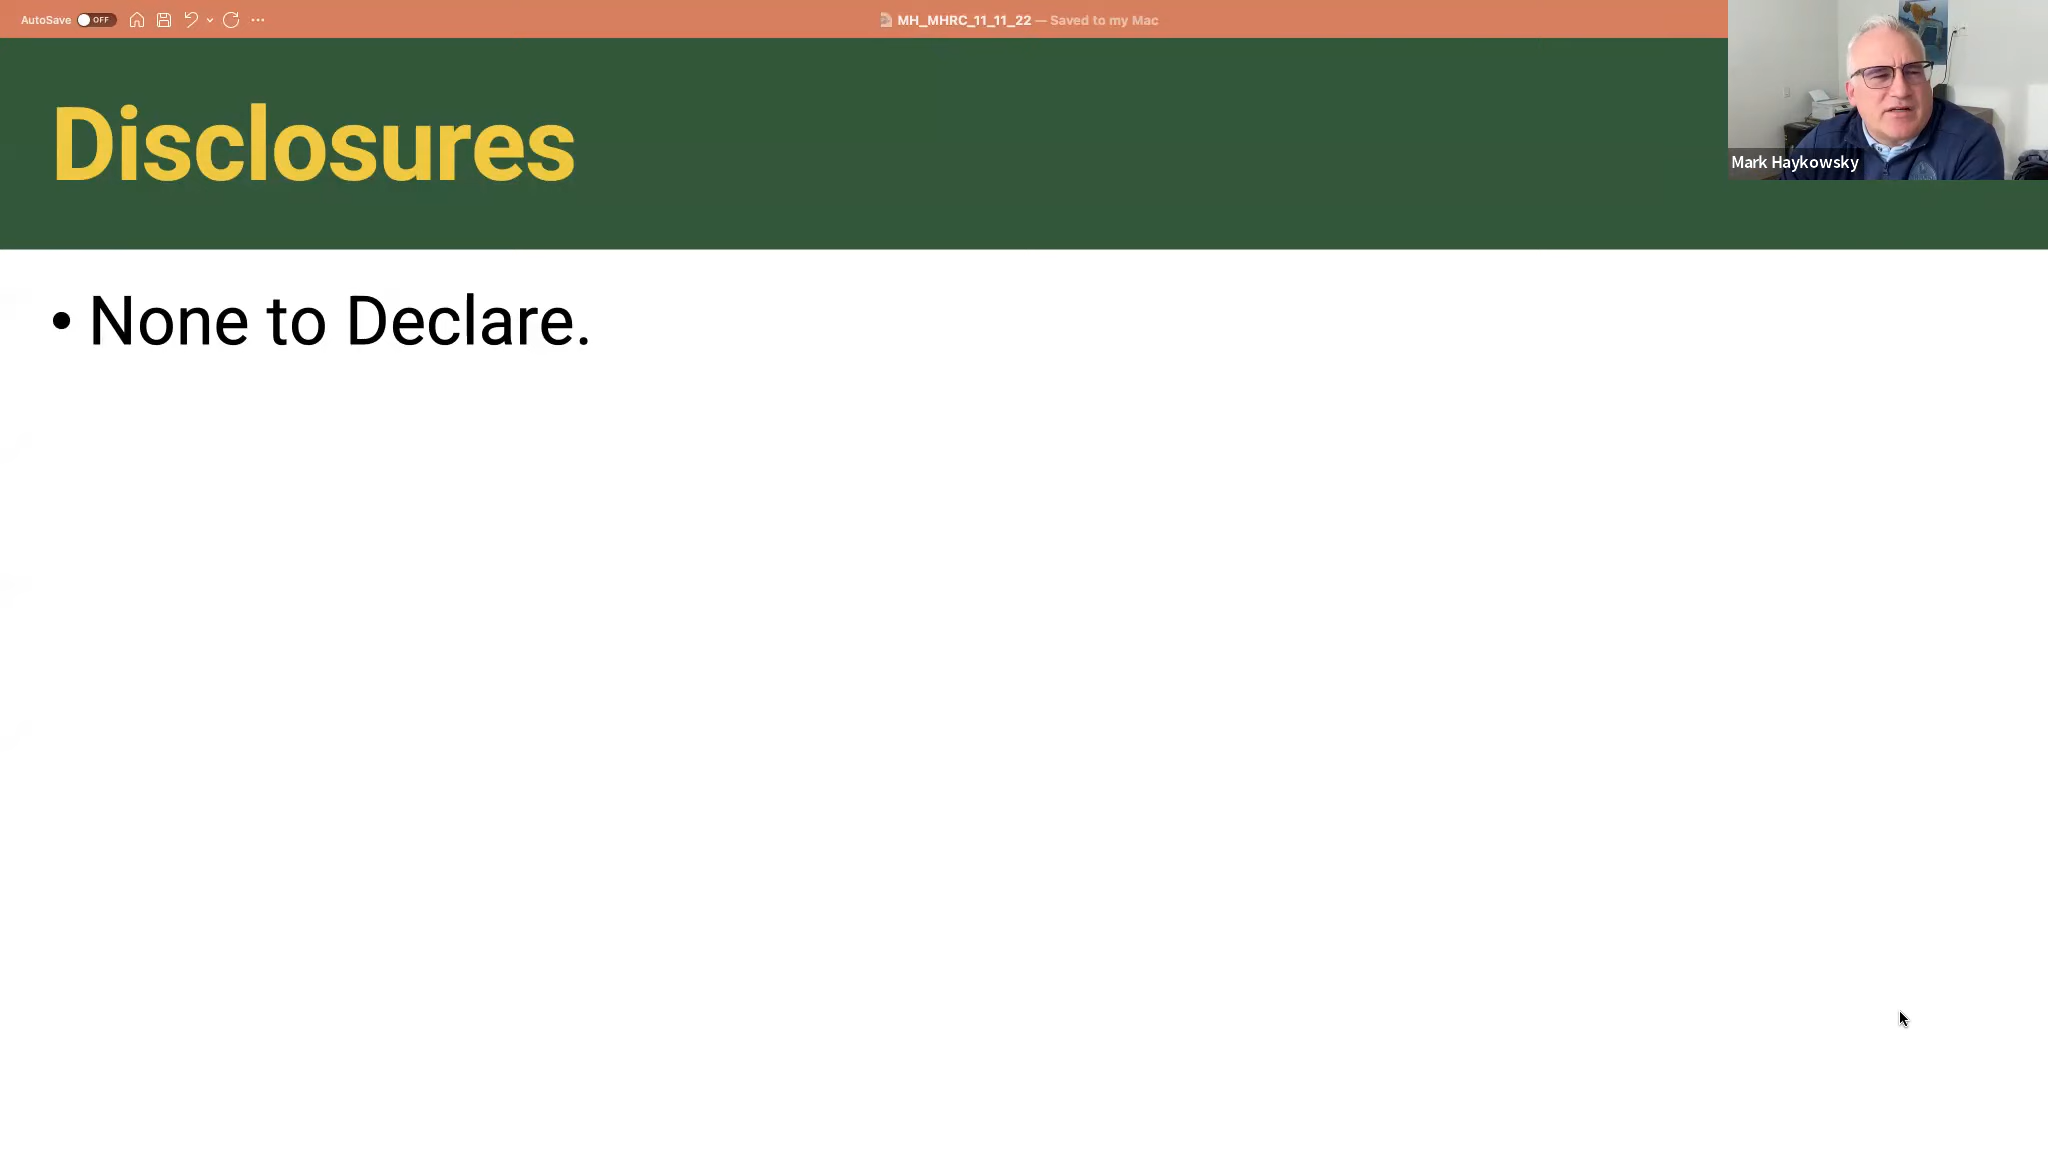 AutoSave OFF
MH_MHRC_11_11_22 — Saved to my Mac
Disclosures
Mark Haykowsky
• None to Declare.